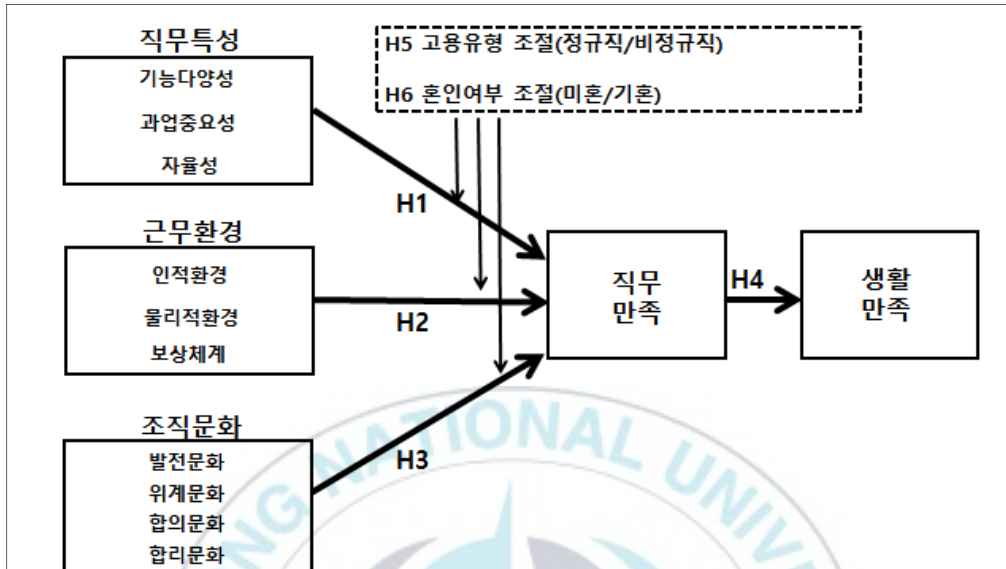 직무특성
기능다양성
과업중요성
자율성
H5 고용유형 조절(정규직/비정규직)
H6 혼인여부 조절(미혼/기혼)
H1
근무환경
인적환경
물리적환경
보상체계
H2
직무
만족
H4
생활
만족
조직문화
발전문화
위계문화
합의문화
합리문화
H3
NG NATIONAL UNIV